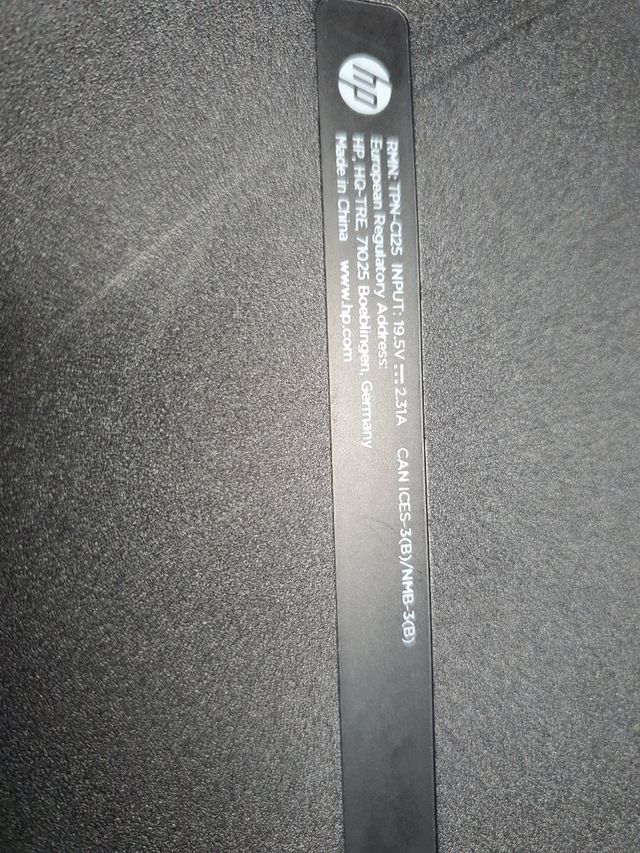 hp
RMN: TPN-C125 INPUT: 19.5V ⎓ 2.31A CAN ICES-3(B)/NMB-3(B)
European Regulatory Address:
HP, HQ-TRE, 71025 Boeblingen, Germany
Made in China www.hp.com